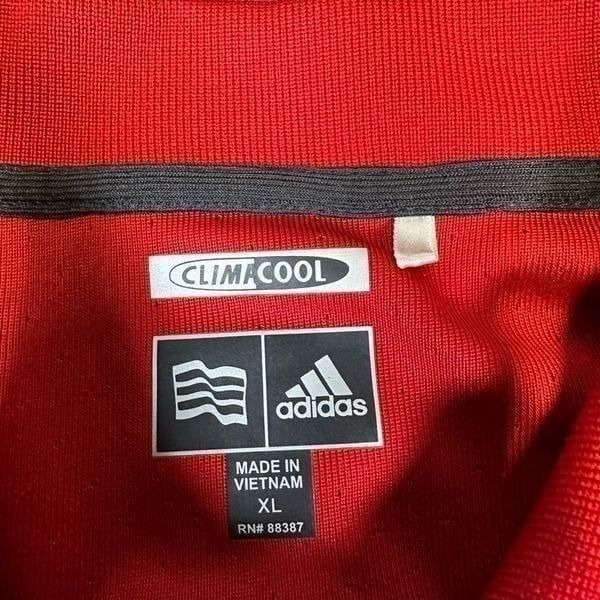 CLIMACOOL
adidas
MADE IN
VIETNAM
XL
RN# 88387